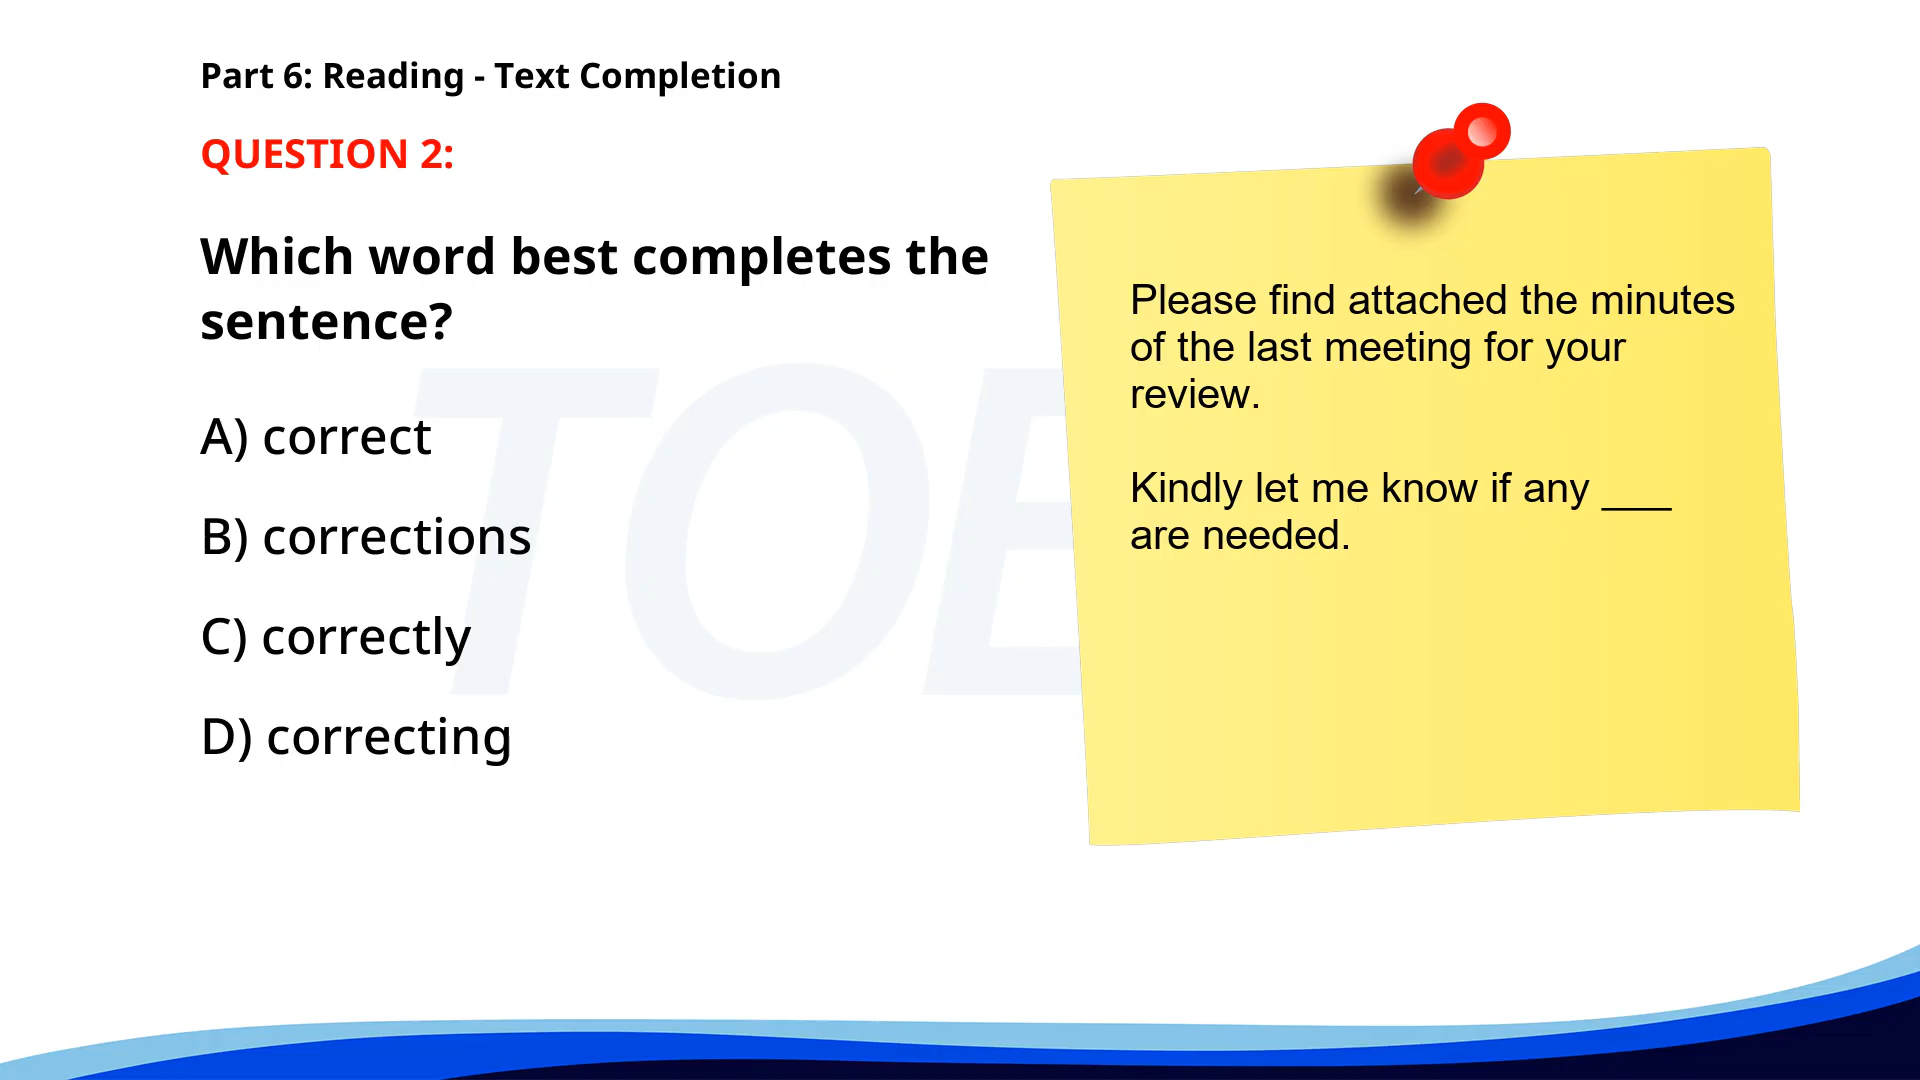 Part 6: Reading - Text Completion
QUESTION 2:
Which word best completes the
sentence?
A) correct
B) corrections
C) correctly
D) correcting
Please find attached the minutes
of the last meeting for your
review.
Kindly let me know if any ___
are needed.
TOE